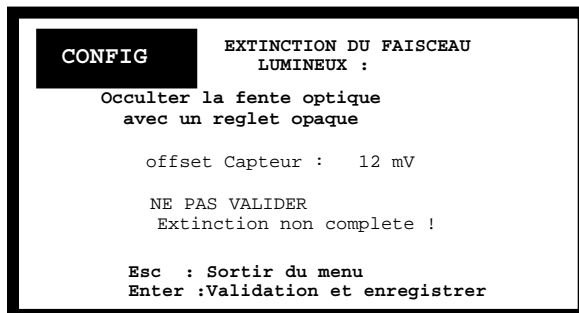 CONFIG
EXTINCTION DU FAISCEAU
LUMINEUX :
Occulter la fente optique
avec un reglet opaque
offset Capteur : 12 mV
NE PAS VALIDER
Extinction non complete !
Esc : Sortir du menu
Enter :Validation et enregistrer